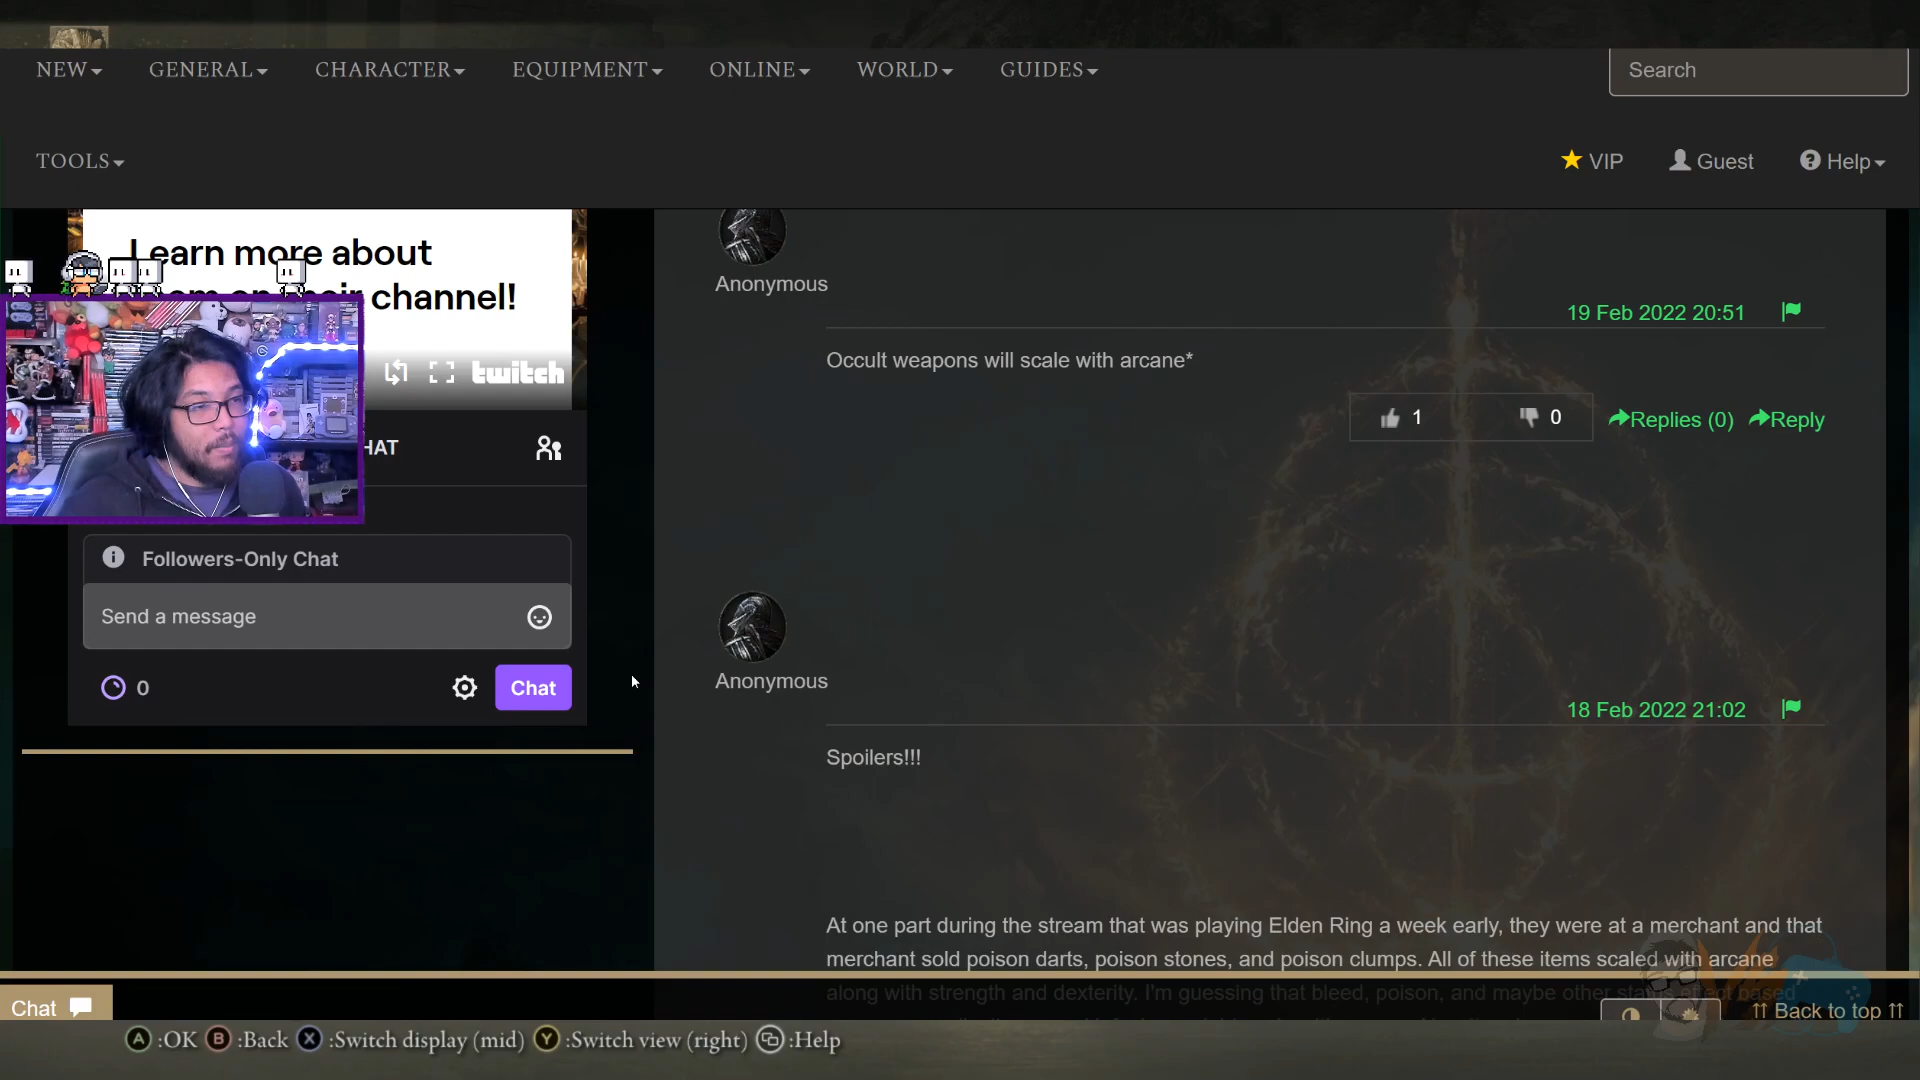 NEW GENERAL CHARACTER EQUIPMENT ONLINE WORLD GUIDES Search
TOOLS VIP Guest Help
Learn more about
channel!
twitch
HAT
Followers-Only Chat
Send a message
0 Chat
Anonymous
19 Feb 2022 20:51
Occult weapons will scale with arcane*
1 0 Replies (0) Reply
Anonymous
18 Feb 2022 21:02
Spoilers!!!
At one part during the stream that was playing Elden Ring a week early, they were at a merchant and that
merchant sold poison darts, poison stones, and poison clumps. All of these items scaled with arcane
along with strength and dexterity. I'm guessing that bleed, poison, and maybe other status effect based
Chat ⇈ Back to top ⇈
A :OK B :Back X :Switch display (mid) Y :Switch view (right) :Help